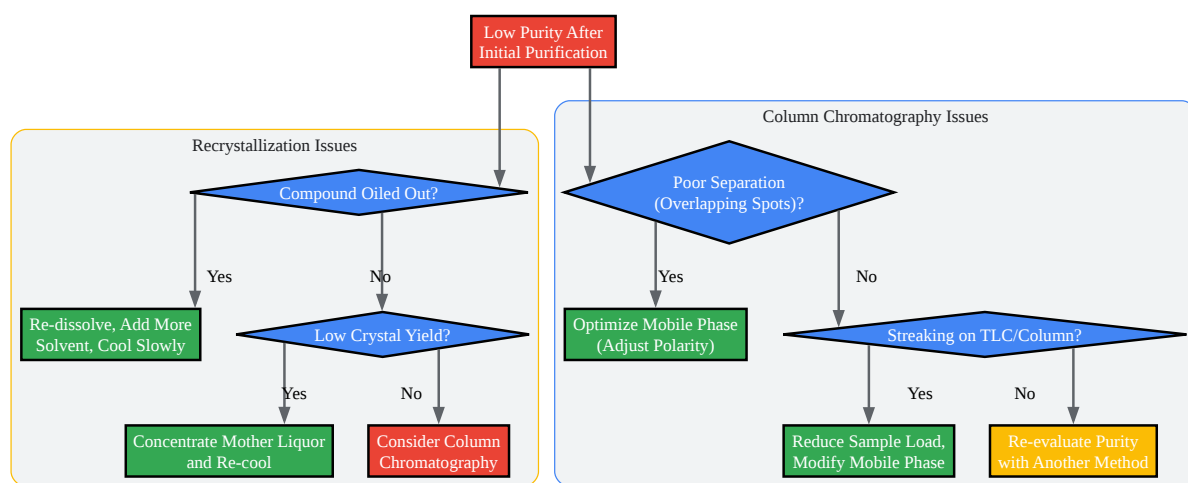 Low Purity After
Initial Purification
Column Chromatography Issues
Recrystallization Issues
Compound Oiled Out?
Poor Separation
(Overlapping Spots)?
Yes
No
Yes
No
Re-dissolve, Add More
Solvent, Cool Slowly
Low Crystal Yield?
Optimize Mobile Phase
(Adjust Polarity)
Streaking on TLC/Column?
Yes
No
Yes
No
Concentrate Mother Liquor
and Re-cool
Consider Column
Chromatography
Reduce Sample Load,
Modify Mobile Phase
Re-evaluate Purity
with Another Method